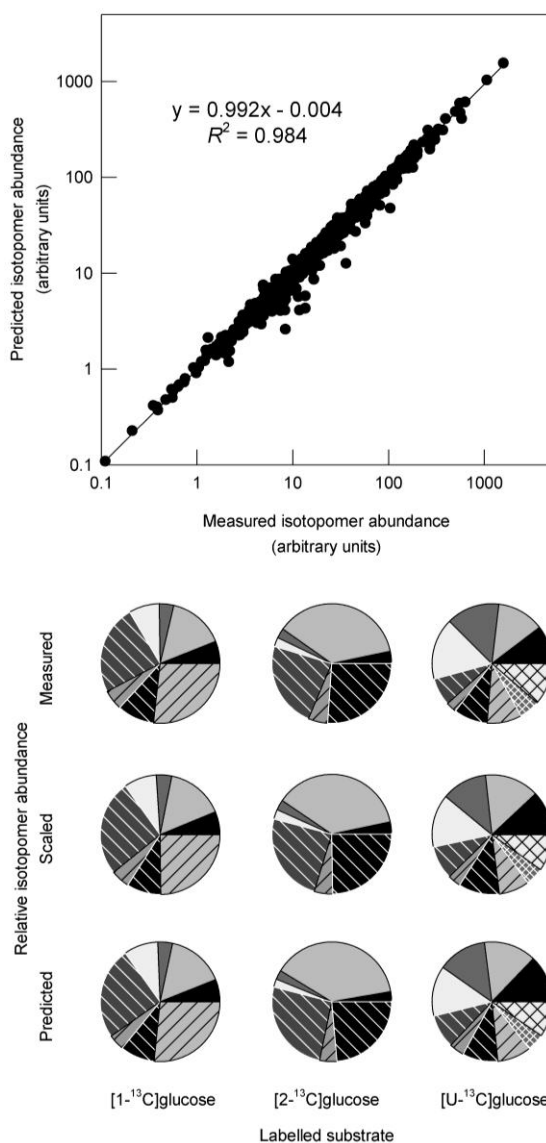 1000
100
10
1
0.1
Predicted isotopomer abundance
(arbitrary units)
y = 0.992x - 0.004
R² = 0.984
0.1 1 10 100 1000
Measured isotopomer abundance
(arbitrary units)
Relative isotopomer abundance
Measured
Scaled
Predicted
[1-¹³C]glucose [2-¹³C]glucose [U-¹³C]glucose
Labelled substrate